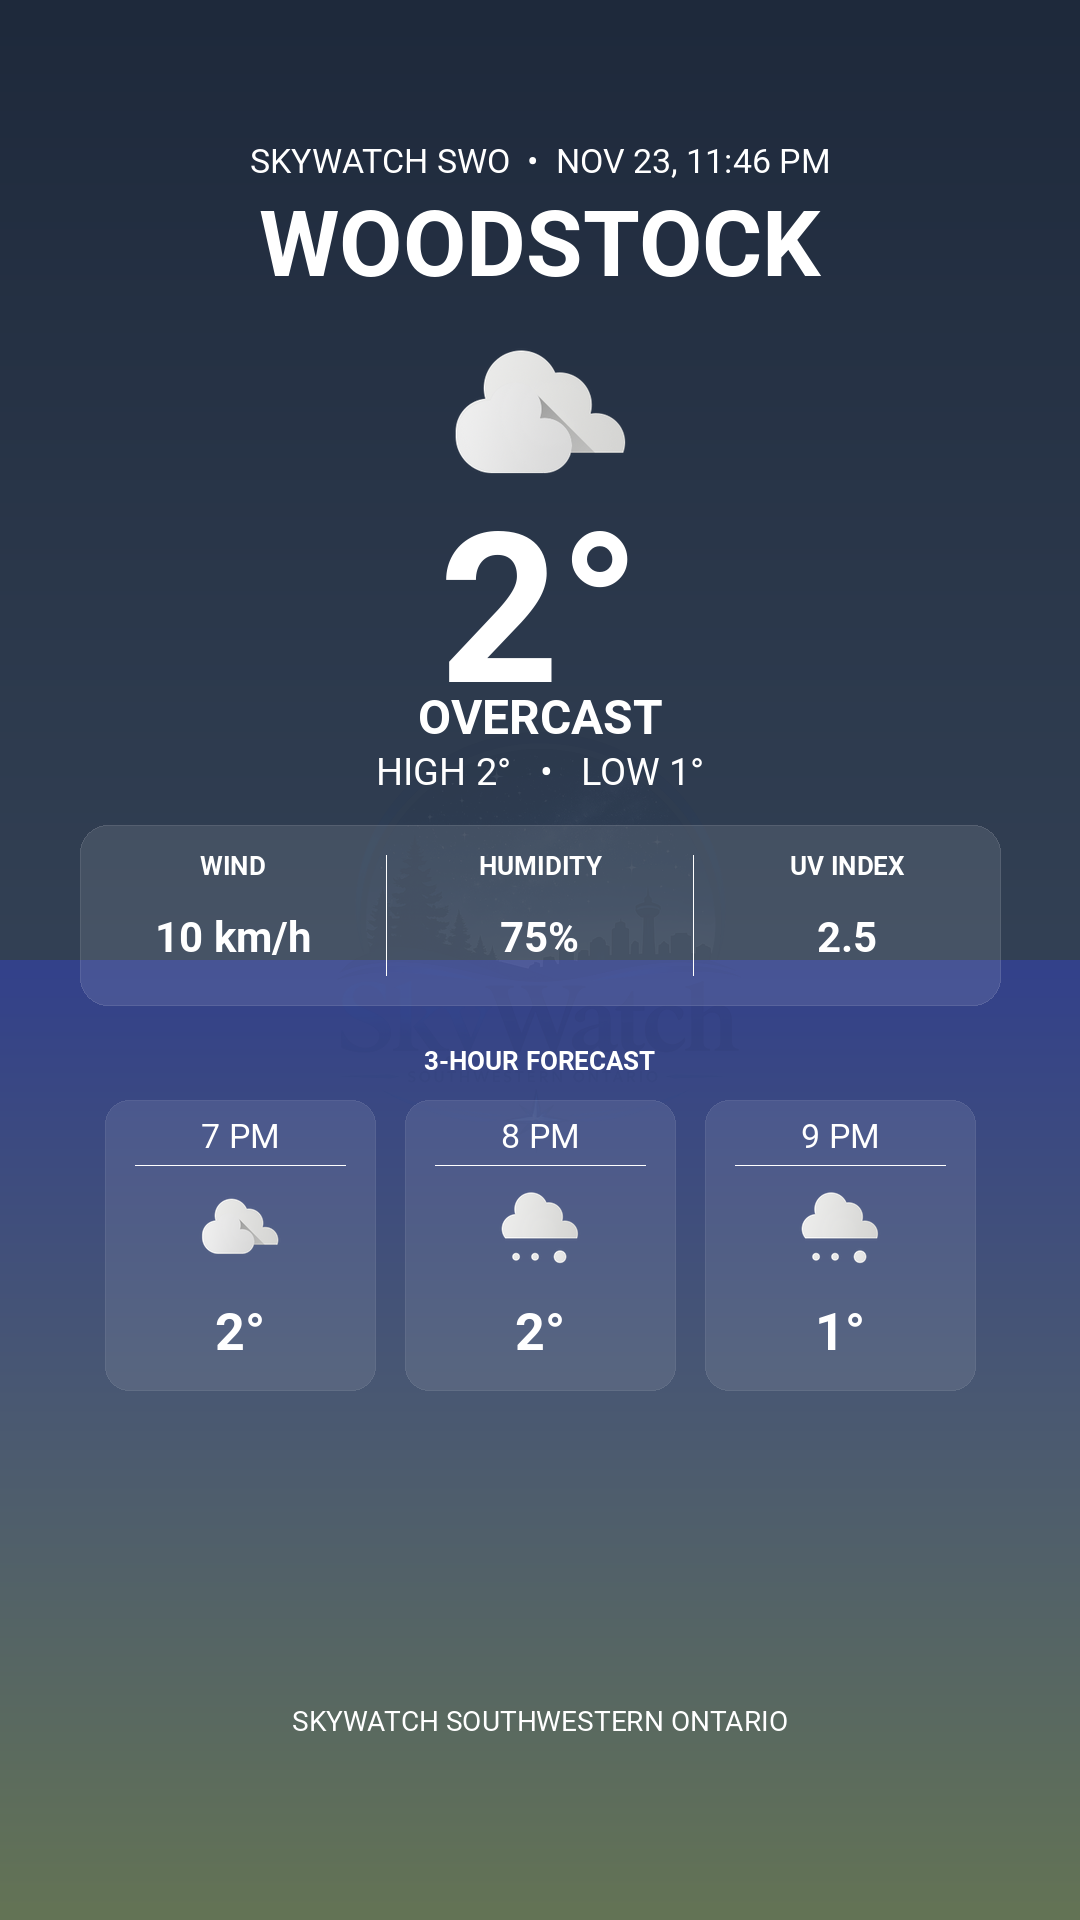 SKYWATCH SWO • NOV 23, 11:46 PM
WOODSTOCK
2°
OVERCAST
HIGH 2° • LOW 1°
WIND HUMIDITY UV INDEX
10 km/h 75% 2.5
SkyWatch
3-HOUR FORECAST
7 PM 8 PM 9 PM
2° 2° 1°
SKYWATCH SOUTHWESTERN ONTARIO